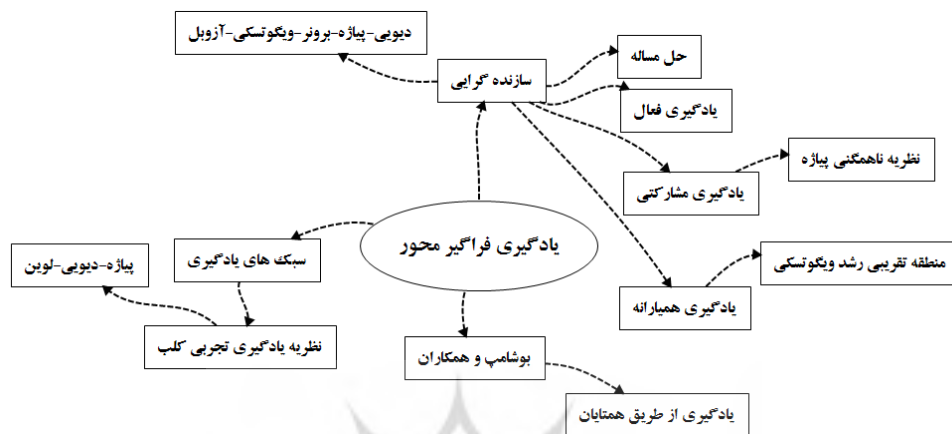 دیویی-پیاژه-برونر-ویگوتسکی-آزوبل
حل مساله
سازنده گرایی
یادگیری فعال
نظریه ناهمگنی پیاژه
یادگیری مشارکتی
یادگیری فراگیر محور
سبک های یادگیری
پیاژه-دیویی-لوین
منطقه تقریبی رشد ویگوتسکی
یادگیری همیارانه
نظریه یادگیری تجربی کلب
بوشامپ و همکاران
یادگیری از طریق همتایان